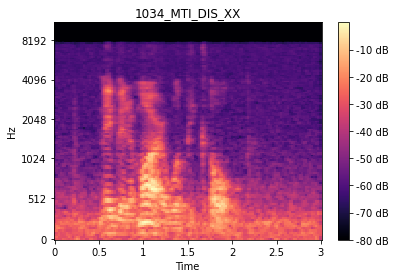 1034_MTI_DIS_XX
8192
4096
2048
1024
512
0
Hz
0
0.5
1
1.5
2
2.5
3
Time
-10 dB
-20 dB
-30 dB
-40 dB
-50 dB
-60 dB
-70 dB
-80 dB